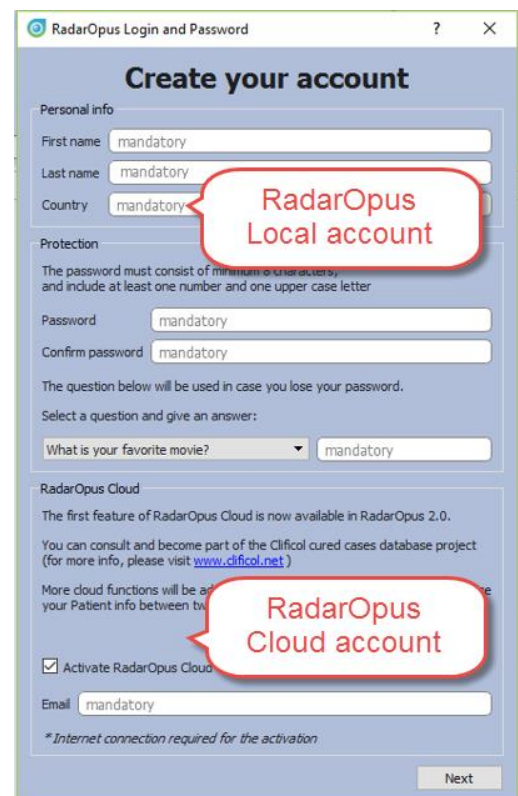 RadarOpus Login and Password
? ×
Create your account
Personal info
First name mandatory
Last name mandatory
Country mandatory
RadarOpus
Local account
Protection
The password must consist of minimum 8 characters,
and include at least one number and one upper case letter
Password mandatory
Confirm password mandatory
The question below will be used in case you lose your password.
Select a question and give an answer:
What is your favorite movie? mandatory
RadarOpus Cloud
The first feature of RadarOpus Cloud is now available in RadarOpus 2.0.
You can consult and become part of the Clificol cured cases database project
(for more info, please visit www.clificol.net )
More cloud functions will be
your Patient info between
RadarOpus
Cloud account
Activate RadarOpus Cloud
Email mandatory
* Internet connection required for the activation
Next